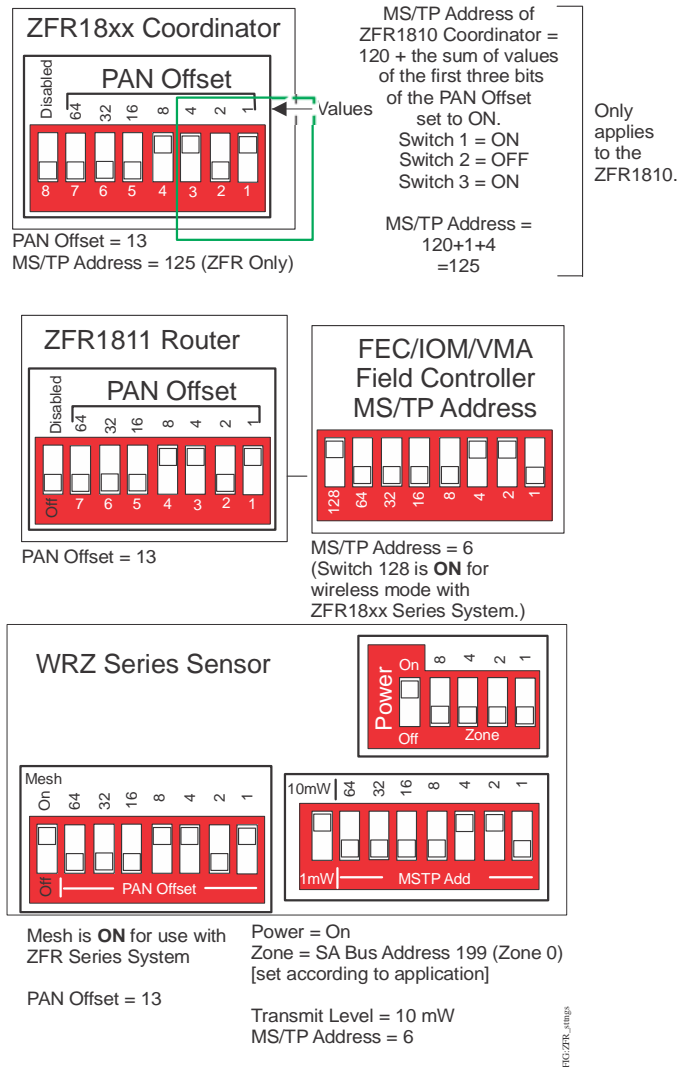 ZFR18xx Coordinator
Disabled
PAN Offset
64
32
16
8
4
2
1
Values
8
7
6
5
4
3
2
1
PAN Offset = 13
MS/TP Address = 125 (ZFR Only)
MS/TP Address of
ZFR1810 Coordinator =
120 + the sum of values
of the first three bits
of the PAN Offset
set to ON.
Switch 1 = ON
Switch 2 = OFF
Switch 3 = ON
MS/TP Address =
120+1+4
=125
Only
applies
to the
ZFR1810.
ZFR1811 Router
Disabled
PAN Offset
64
32
16
8
4
2
1
Off
7
6
5
4
3
2
1
PAN Offset = 13
FEC/IOM/VMA
Field Controller
MS/TP Address
128
64
32
16
8
4
2
1
MS/TP Address = 6
(Switch 128 is ON for
wireless mode with
ZFR18xx Series System.)
WRZ Series Sensor
Power
On
8
4
2
1
Off
Zone
Mesh
On
64
32
16
8
4
2
1
Off
PAN Offset
10mW
64
32
16
8
4
2
1
1mW
MSTP Add
Mesh is ON for use with
ZFR Series System
PAN Offset = 13
Power = On
Zone = SA Bus Address 199 (Zone 0)
[set according to application]
Transmit Level = 10 mW
MS/TP Address = 6
FIG:ZFR_sttngs